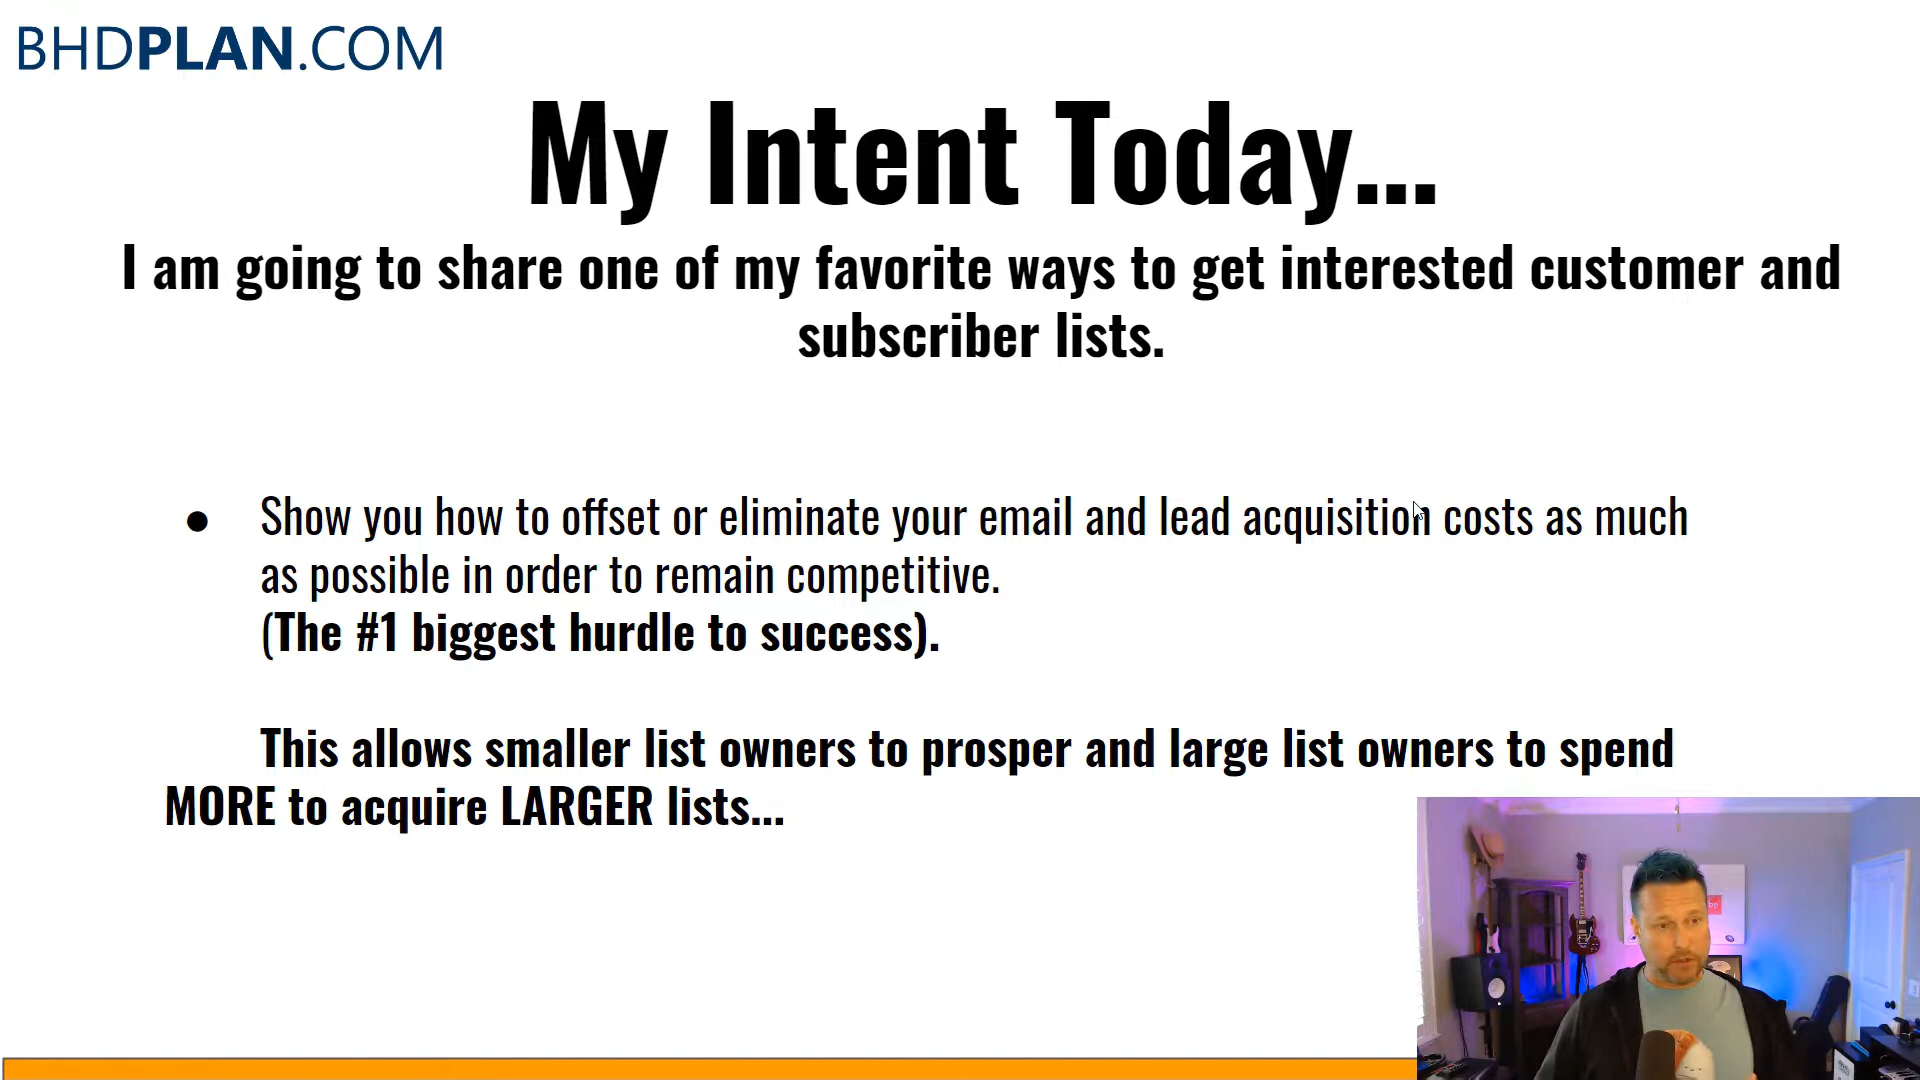 BHDPLAN.COM
My Intent Today...
I am going to share one of my favorite ways to get interested customer and
subscriber lists.
● Show you how to offset or eliminate your email and lead acquisition costs as much
as possible in order to remain competitive.
(The #1 biggest hurdle to success).
This allows smaller list owners to prosper and large list owners to spend
MORE to acquire LARGER lists...